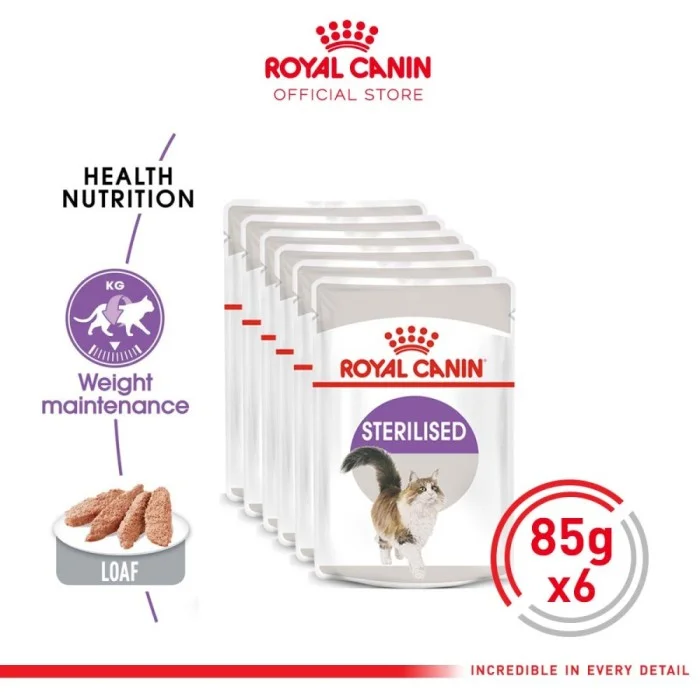 ROYAL CANIN
OFFICIAL STORE
HEALTH
NUTRITION
KG
Weight
maintenance
LOAF
ROYAL CANIN®
STERILISED
85g
x6
INCREDIBLE IN EVERY DETAIL